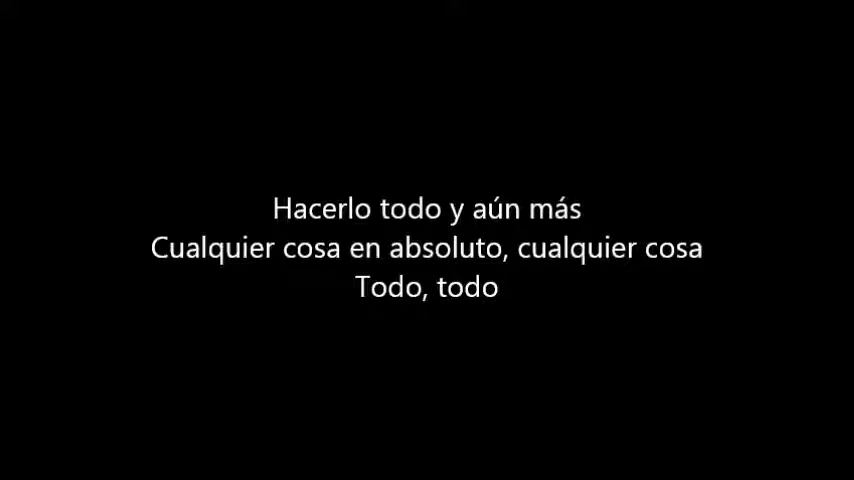 Hacerlo todo y aún más
Cualquier cosa en absoluto, cualquier cosa
Todo, todo